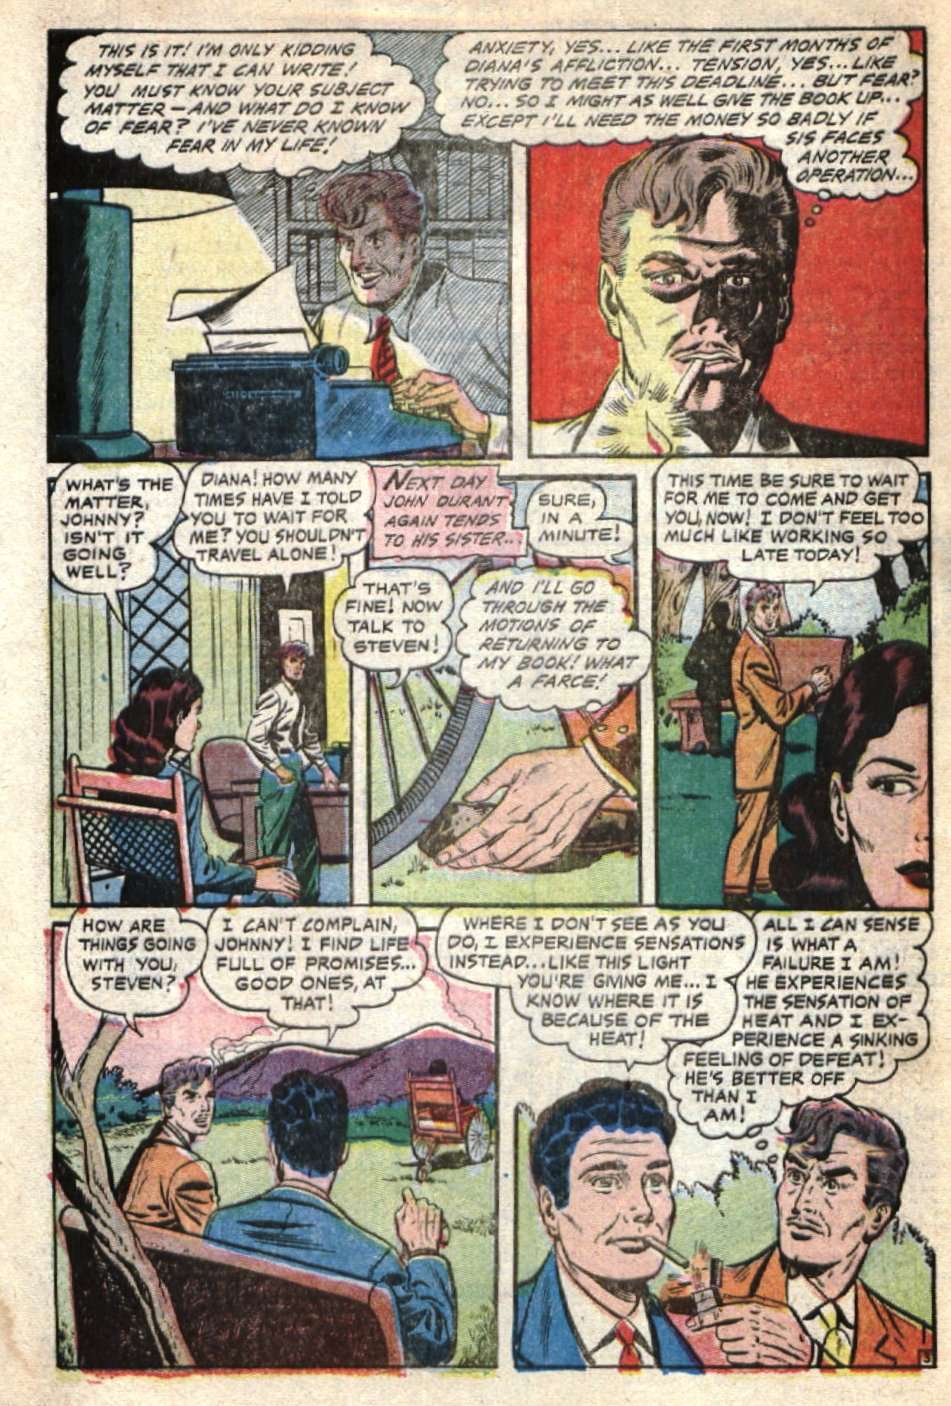 THIS IS IT! I'M ONLY KIDDING
MYSELF THAT I CAN WRITE!
YOU MUST KNOW YOUR SUBJECT
MATTER — AND WHAT DO I KNOW
OF FEAR? I'VE NEVER KNOWN
FEAR IN MY LIFE!
ANXIETY, YES... LIKE THE FIRST MONTHS OF
DIANA'S AFFLICTION... TENSION, YES... LIKE
TRYING TO MEET THIS DEADLINE... BUT FEAR?
NO... SO I MIGHT AS WELL GIVE THE BOOK UP...
EXCEPT I'LL NEED THE MONEY SO BADLY IF
SIS FACES
ANOTHER
OPERATION...
WHAT'S THE
MATTER,
JOHNNY?
ISN'T IT
GOING
WELL?
DIANA! HOW MANY
TIMES HAVE I TOLD
YOU TO WAIT FOR
ME? YOU SHOULDN'T
TRAVEL ALONE!
NEXT DAY
JOHN DURANT
AGAIN TENDS
TO HIS SISTER...
SURE,
IN A
MINUTE!
THAT'S
FINE! NOW
TALK TO
STEVEN!
AND I'LL GO
THROUGH THE
MOTIONS OF
RETURNING TO
MY BOOK! WHAT
A FARCE!
THIS TIME BE SURE TO WAIT
FOR ME TO COME AND GET
YOU, NOW! I DON'T FEEL TOO
MUCH LIKE WORKING SO
LATE TODAY!
HOW ARE
THINGS GOING
WITH YOU,
STEVEN?
I CAN'T COMPLAIN,
JOHNNY! I FIND LIFE
FULL OF PROMISES...
GOOD ONES, AT
THAT!
WHERE I DON'T SEE AS YOU
DO, I EXPERIENCE SENSATIONS
INSTEAD... LIKE THIS LIGHT
YOU'RE GIVING ME... I
KNOW WHERE IT IS
BECAUSE OF THE
HEAT!
ALL I CAN SENSE
IS WHAT A
FAILURE I AM!
HE EXPERIENCES
THE SENSATION OF
HEAT AND I EX-
PERIENCE A SINKING
FEELING OF DEFEAT!
HE'S BETTER OFF
THAN I
AM!
3